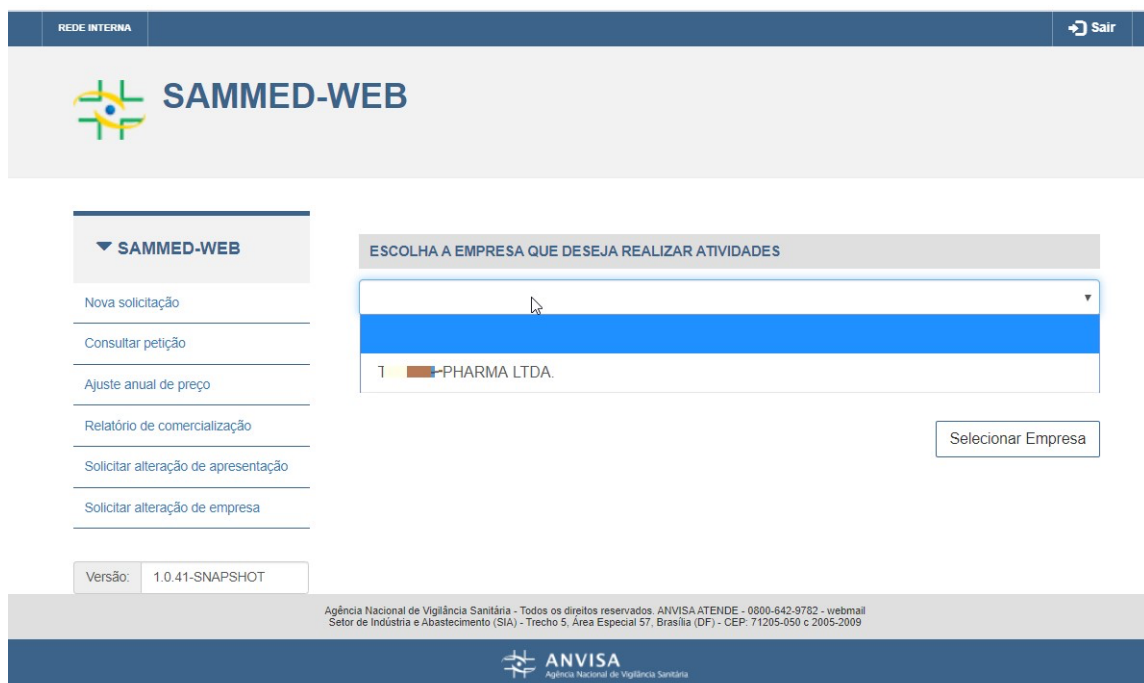 REDE INTERNA
Sair
SAMMED-WEB
SAMMED-WEB
Nova solicitação
Consultar petição
Ajuste anual de preço
Relatório de comercialização
Solicitar alteração de apresentação
Solicitar alteração de empresa
Versão: 1.0.41-SNAPSHOT
ESCOLHA A EMPRESA QUE DESEJA REALIZAR ATIVIDADES
PHARMA LTDA.
Selecionar Empresa
Agência Nacional de Vigilância Sanitária - Todos os direitos reservados. ANVISA ATENDE - 0800-642-9782 - webmail
Setor de Indústria e Abastecimento (SIA) - Trecho 5, Área Especial 57, Brasília (DF) - CEP: 71205-050 c 2005-2009
ANVISA
Agência Nacional de Vigilância Sanitária